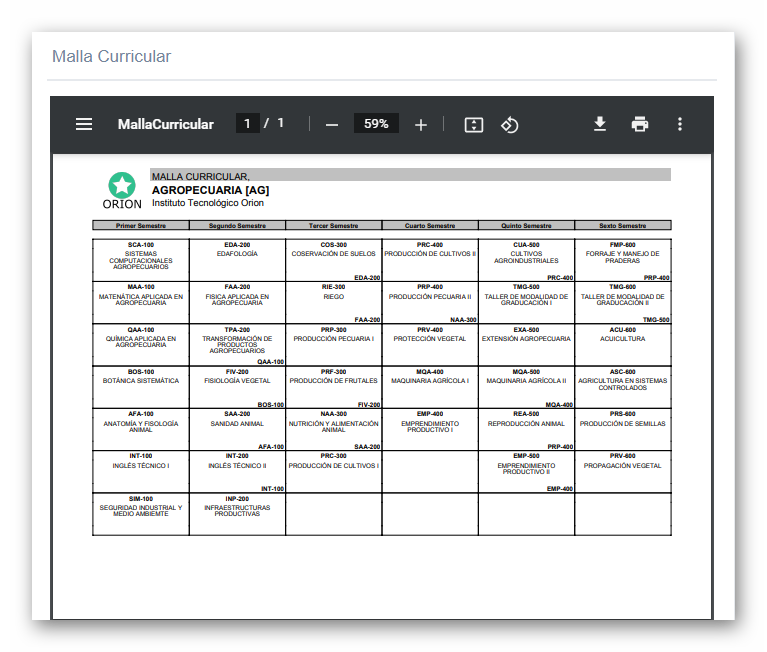 Malla Curricular
MallaCurricular
1 / 1
59%
ORION
MALLA CURRICULAR,
AGROPECUARIA [AG]
Instituto Tecnológico Orion
Primer Semestre Segundo Semestre Tercer Semestre Cuarto Semestre Quinto Semestre Sexto Semestre
SCA-100
SISTEMAS
COMPUTACIONALES
AGROPECUARIOS
EDA-200
EDAFOLOGÍA
COS-300
COSERVACIÓN DE SUELOS
EDA-200
PRC-400
PRODUCCIÓN DE CULTIVOS II
CUA-500
CULTIVOS
AGROINDUSTRIALES
PRC-400
FMP-600
FORRAJE Y MANEJO DE
PRADERAS
PRP-400
MAA-100
MATENÁTICA APLICADA EN
AGROPECUARIA
FAA-200
FISICA APLICADA EN
AGROPECUARIA
RIE-300
RIEGO
FAA-200
PRP-400
PRODUCCIÓN PECUARIA II
NAA-300
TMG-500
TALLER DE MODALIDAD DE
GRADUCACIÓN I
TMG-600
TALLER DE MODALIDAD DE
GRADUCACIÓN II
TMG-500
QAA-100
QUÍMICA APLICADA EN
AGROPECUARIA
TPA-200
TRANSFORMACIÓN DE
PRODUCTOS
AGROPECUARIOS
QAA-100
PRP-300
PRODUCCIÓN PECUARIA I
PRV-400
PROTECCIÓN VEGETAL
EXA-500
EXTENSIÓN AGROPECUARIA
ACU-600
ACUICULTURA
BOS-100
BOTÁNICA SISTEMÁTICA
FIV-200
FISIOLOGÍA VEGETAL
BOS-100
PRF-300
PRODUCCIÓN DE FRUTALES
FIV-200
MQA-400
MAQUINARIA AGRÍCOLA I
MQA-500
MAQUINARIA AGRÍCOLA II
MQA-400
ASC-600
AGRICULTURA EN SISTEMAS
CONTROLADOS
AFA-100
ANATOMÍA Y FISOLOGÍA
ANIMAL
SAA-200
SANIDAD ANIMAL
AFA-100
NAA-300
NUTRICIÓN Y ALIMENTACIÓN
ANIMAL
SAA-200
EMP-400
EMPRENDIMIENTO
PRODUCTIVO I
REA-500
REPRODUCCIÓN ANIMAL
PRP-400
PRS-600
PRODUCCIÓN DE SEMILLAS
INT-100
INGLÉS TÉCNICO I
INT-200
INGLÉS TÉCNICO II
INT-100
PRC-300
PRODUCCIÓN DE CULTIVOS I
EMP-500
EMPRENDIMIENTO
PRODUCTIVO II
EMP-400
PRV-600
PROPAGACIÓN VEGETAL
SIM-100
SEGURIDAD INDUSTRIAL Y
MEDIO AMBIEMTE
INP-200
INFRAESTRUCTURAS
PRODUCTIVAS